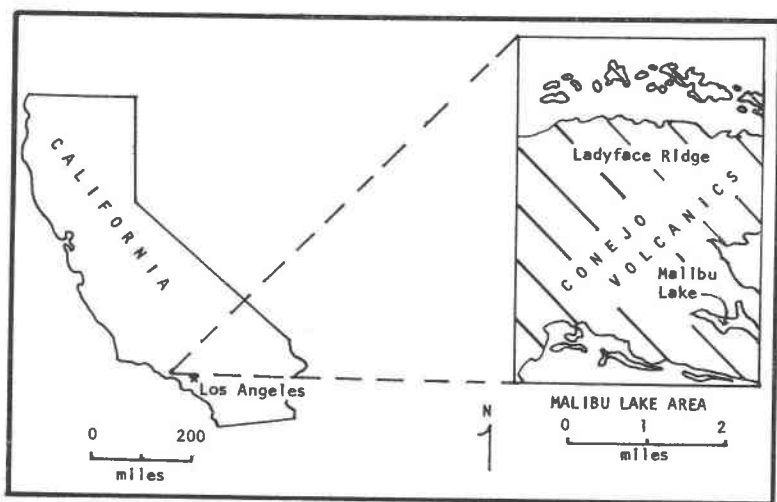 CALIFORNIA
Los Angeles
0 200
miles
N
Ladyface Ridge
CONEJO
VOLCANICS
Malibu
Lake
MALIBU LAKE AREA
0 1 2
miles